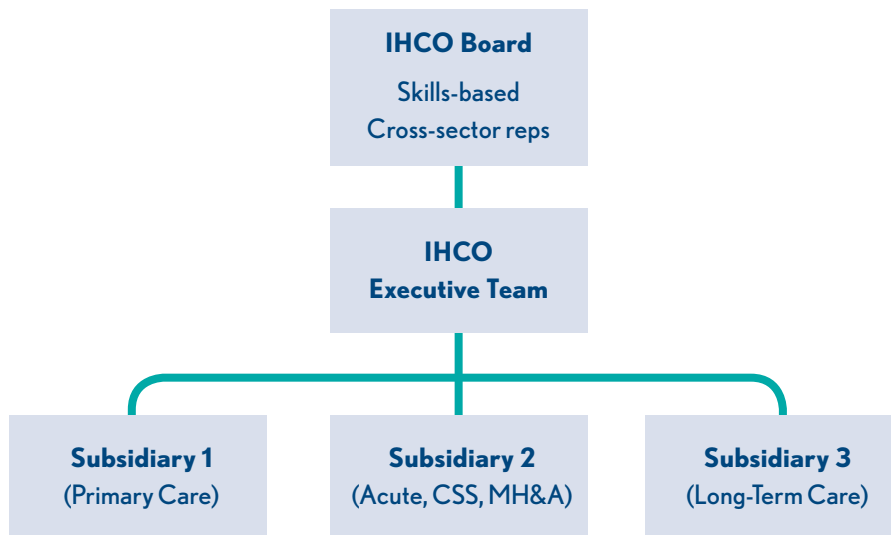 IHCO Board
Skills-based
Cross-sector reps
IHCO
Executive Team
Subsidiary 1
(Primary Care)
Subsidiary 2
(Acute, CSS, MH&A)
Subsidiary 3
(Long-Term Care)